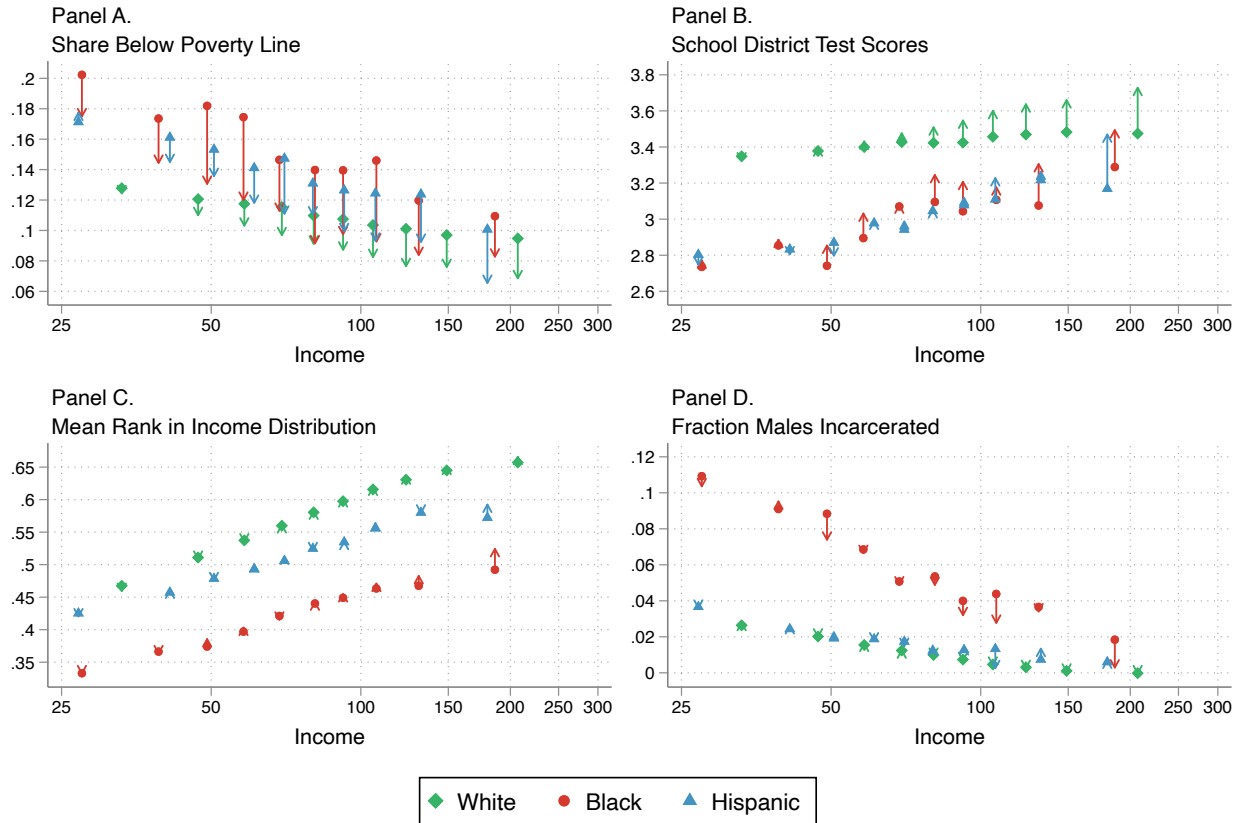 Panel A.
Share Below Poverty Line
.2
.18
.16
.14
.12
.1
.08
.06
25 50 100 150 200 250 300
Income
Panel B.
School District Test Scores
3.8
3.6
3.4
3.2
3
2.8
2.6
25 50 100 150 200 250 300
Income
Panel C.
Mean Rank in Income Distribution
.65
.6
.55
.5
.45
.4
.35
25 50 100 150 200 250 300
Income
Panel D.
Fraction Males Incarcerated
.12
.1
.08
.06
.04
.02
0
25 50 100 150 200 250 300
Income
White Black Hispanic